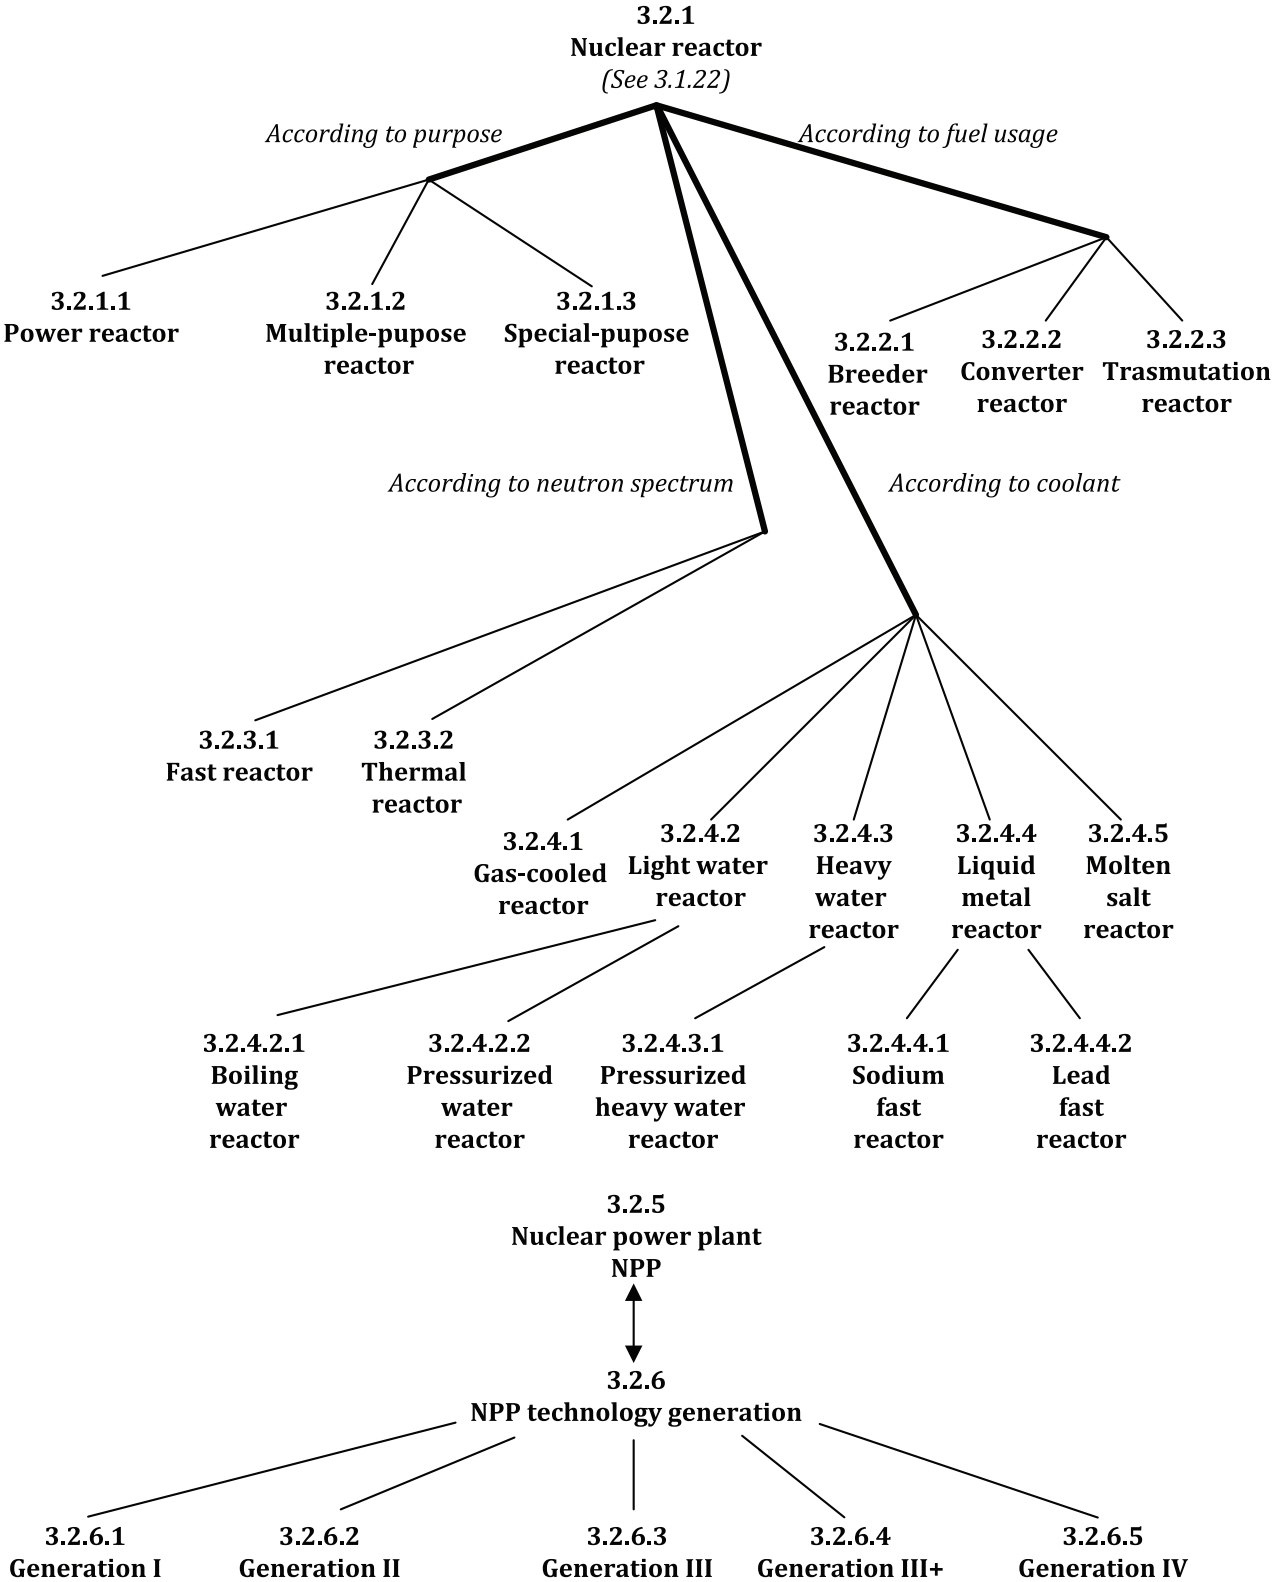 3.2.1
Nuclear reactor
(See 3.1.22)
According to purpose
According to fuel usage
3.2.1.1
Power reactor
3.2.1.2
Multiple-pupose
reactor
3.2.1.3
Special-pupose
reactor
3.2.2.1
Breeder
reactor
3.2.2.2
Converter
reactor
3.2.2.3
Trasmutation
reactor
According to neutron spectrum
According to coolant
3.2.3.1
Fast reactor
3.2.3.2
Thermal
reactor
3.2.4.1
Gas-cooled
reactor
3.2.4.2
Light water
reactor
3.2.4.3
Heavy
water
reactor
3.2.4.4
Liquid
metal
reactor
3.2.4.5
Molten
salt
reactor
3.2.4.2.1
Boiling
water
reactor
3.2.4.2.2
Pressurized
water
reactor
3.2.4.3.1
Pressurized
heavy water
reactor
3.2.4.4.1
Sodium
fast
reactor
3.2.4.4.2
Lead
fast
reactor
3.2.5
Nuclear power plant
NPP
3.2.6
NPP technology generation
3.2.6.1
Generation I
3.2.6.2
Generation II
3.2.6.3
Generation III
3.2.6.4
Generation III+
3.2.6.5
Generation IV